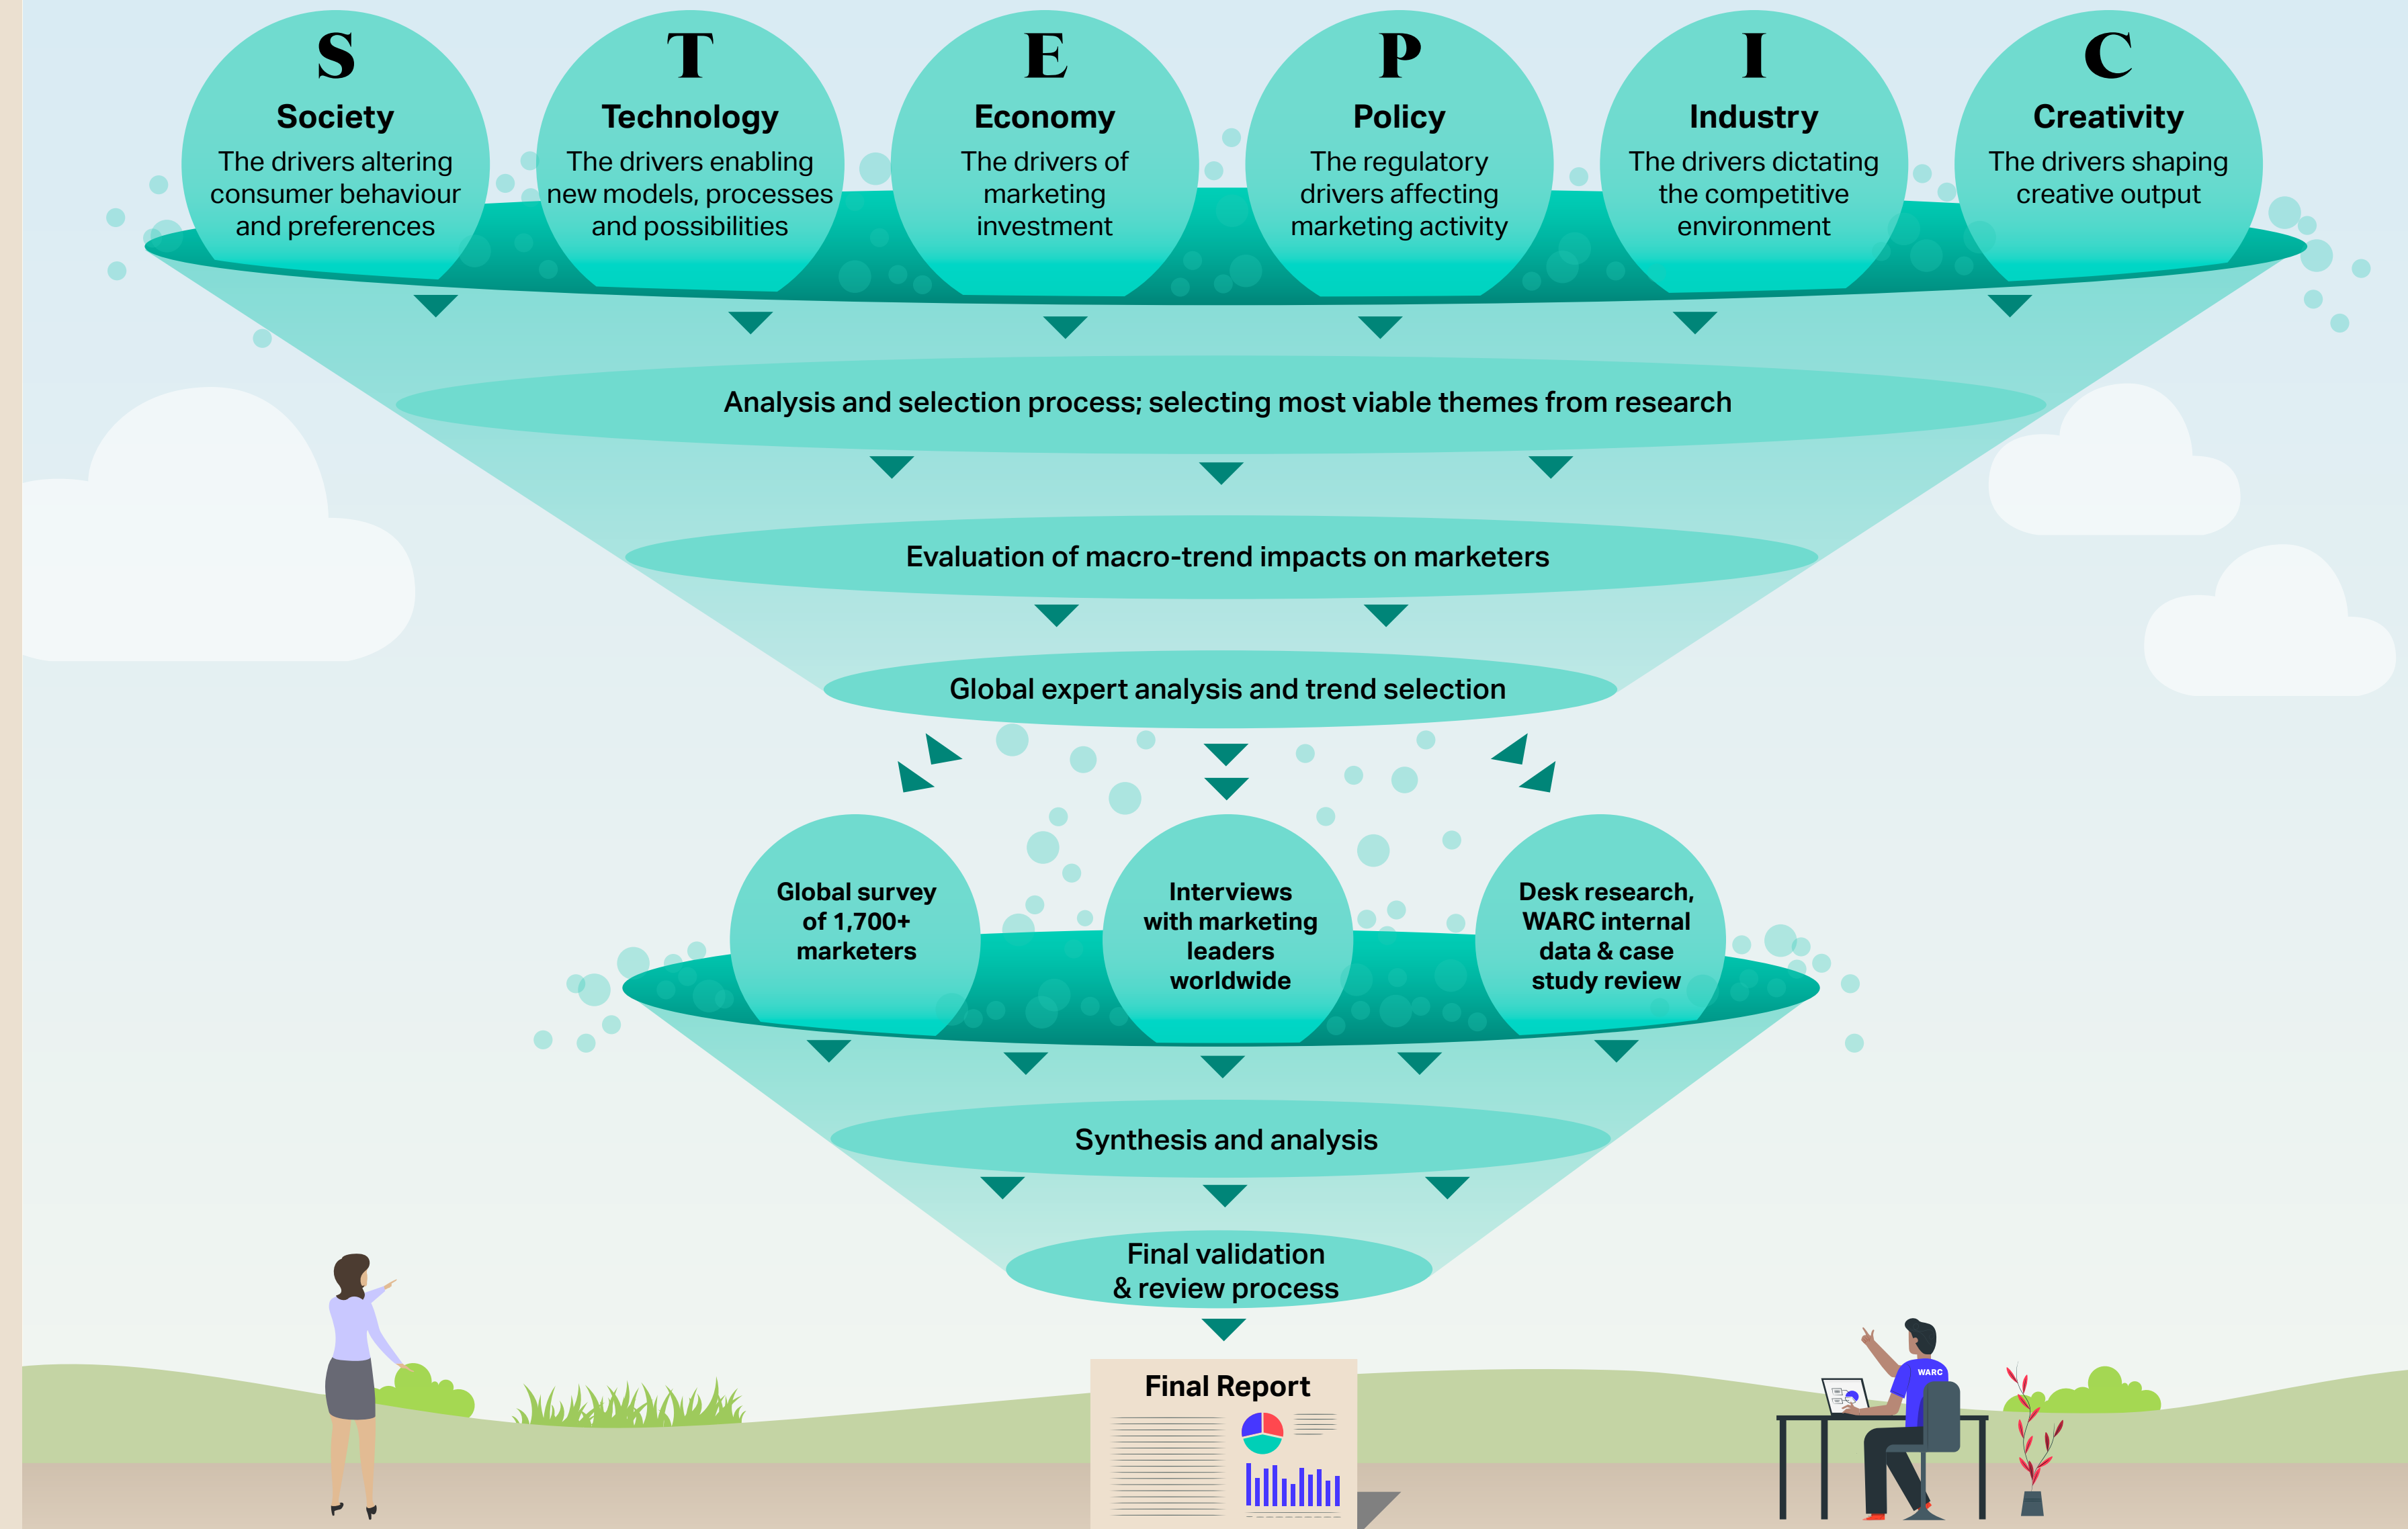 S
Society
The drivers altering
consumer behaviour
and preferences
T
Technology
The drivers enabling
new models, processes
and possibilities
E
Economy
The drivers of
marketing
investment
P
Policy
The regulatory
drivers affecting
marketing activity
I
Industry
The drivers dictating
the competitive
environment
C
Creativity
The drivers shaping
creative output
Analysis and selection process; selecting most viable themes from research
Evaluation of macro-trend impacts on marketers
Global expert analysis and trend selection
Global survey
of 1,700+
marketers
Interviews
with marketing
leaders
worldwide
Desk research,
WARC internal
data & case
study review
Synthesis and analysis
Final validation
& review process
Final Report
WARC